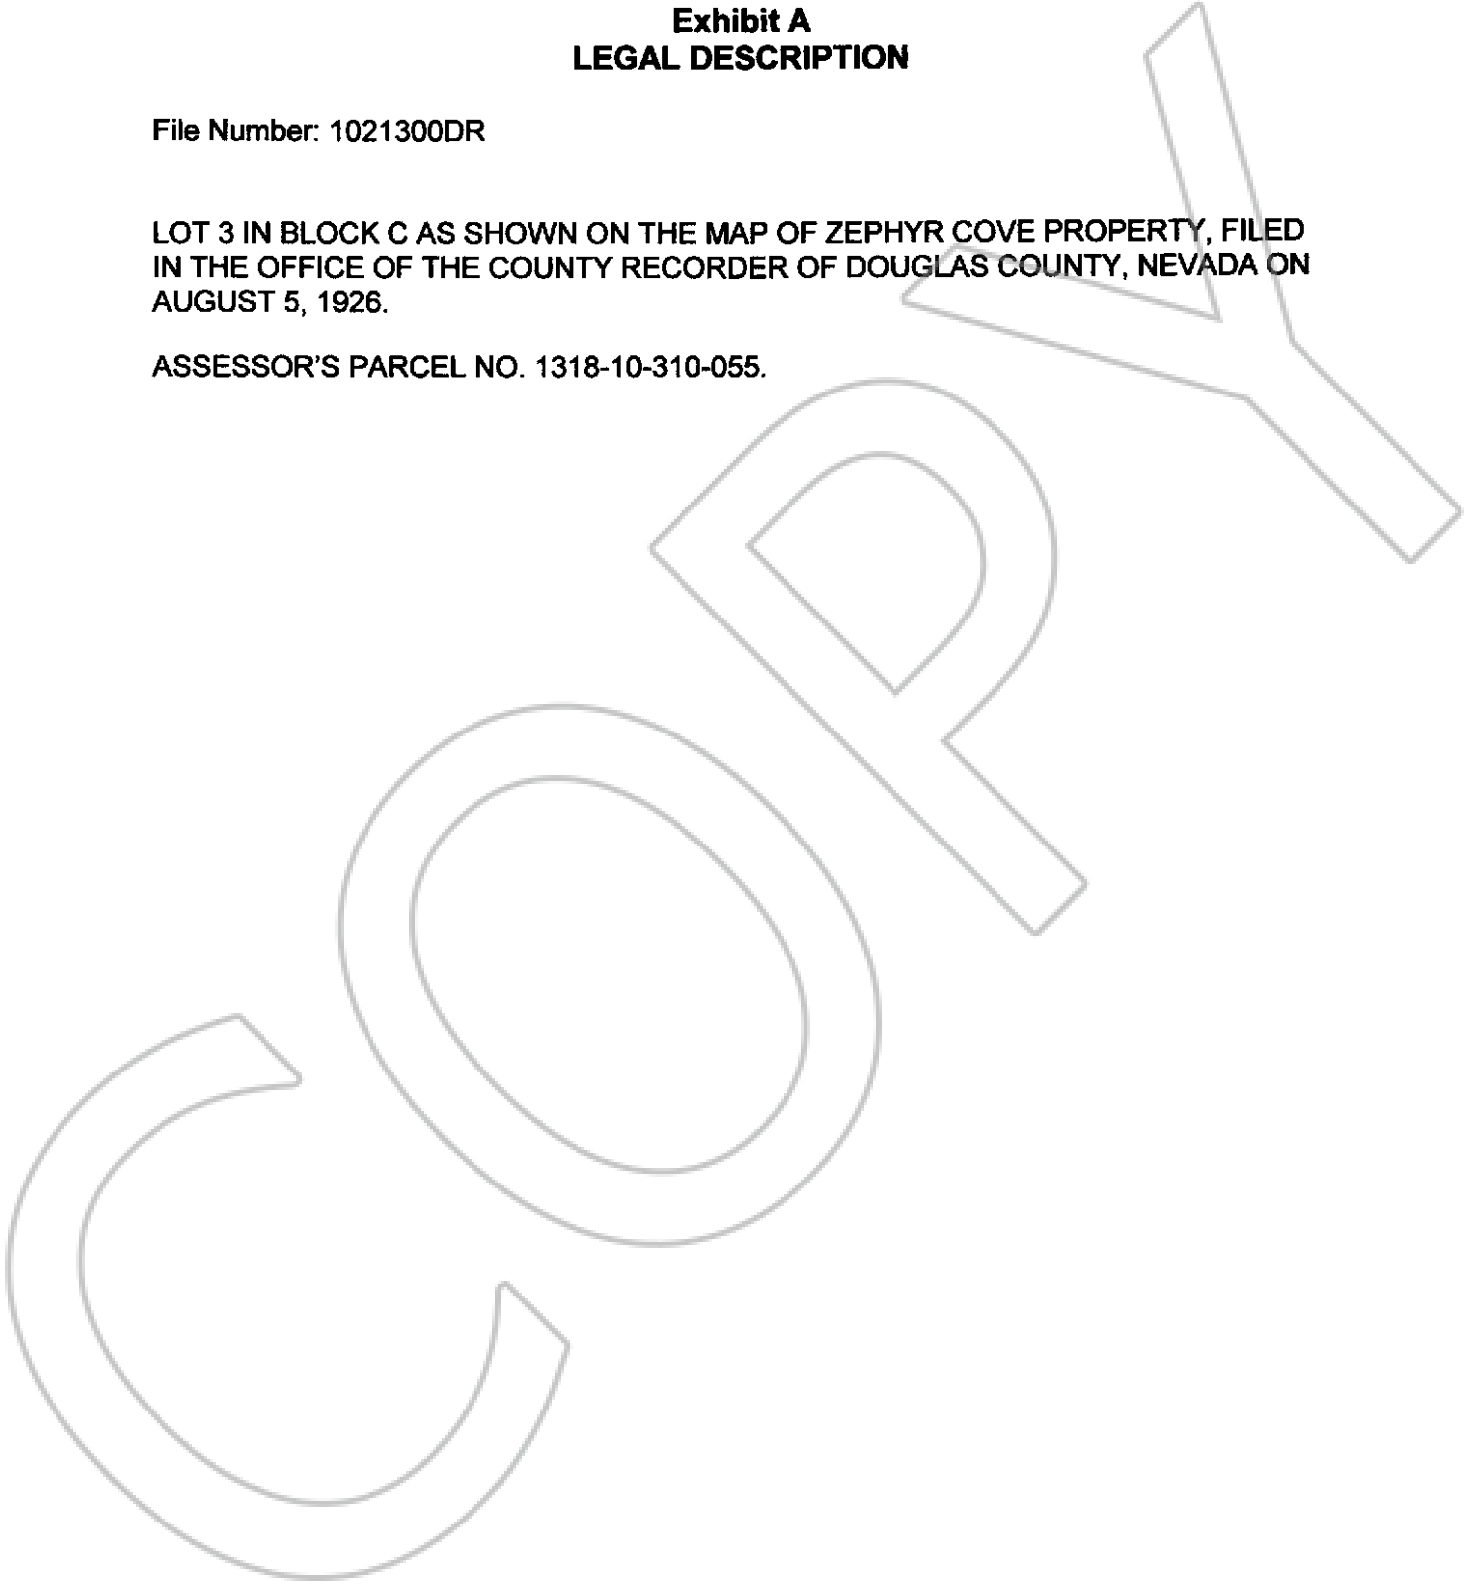 Exhibit A
LEGAL DESCRIPTION
File Number: 1021300DR
LOT 3 IN BLOCK C AS SHOWN ON THE MAP OF ZEPHYR COVE PROPERTY, FILED
IN THE OFFICE OF THE COUNTY RECORDER OF DOUGLAS COUNTY, NEVADA ON
AUGUST 5, 1926.
ASSESSOR'S PARCEL NO. 1318-10-310-055.
COPY